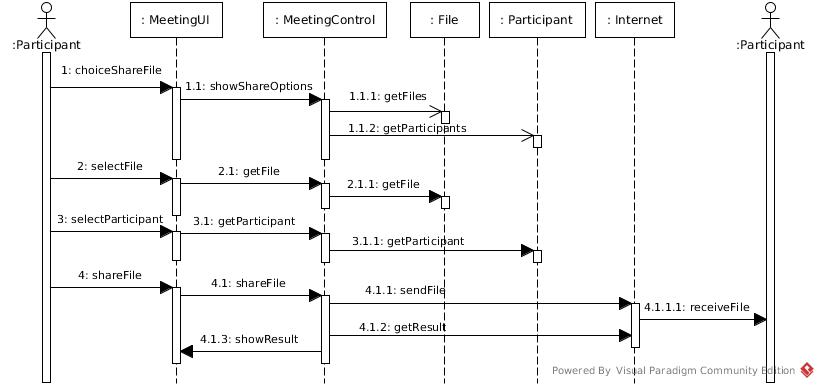 : MeetingUI
: MeetingControl
: File
: Participant
: Internet
:Participant
:Participant
1: choiceShareFile
1.1: showShareOptions
1.1.1: getFiles
1.1.2: getParticipants
2: selectFile
2.1: getFile
2.1.1: getFile
3: selectParticipant
3.1: getParticipant
3.1.1: getParticipant
4: shareFile
4.1: shareFile
4.1.1: sendFile
4.1.1.1: receiveFile
4.1.2: getResult
4.1.3: showResult
Powered By Visual Paradigm Community Edition